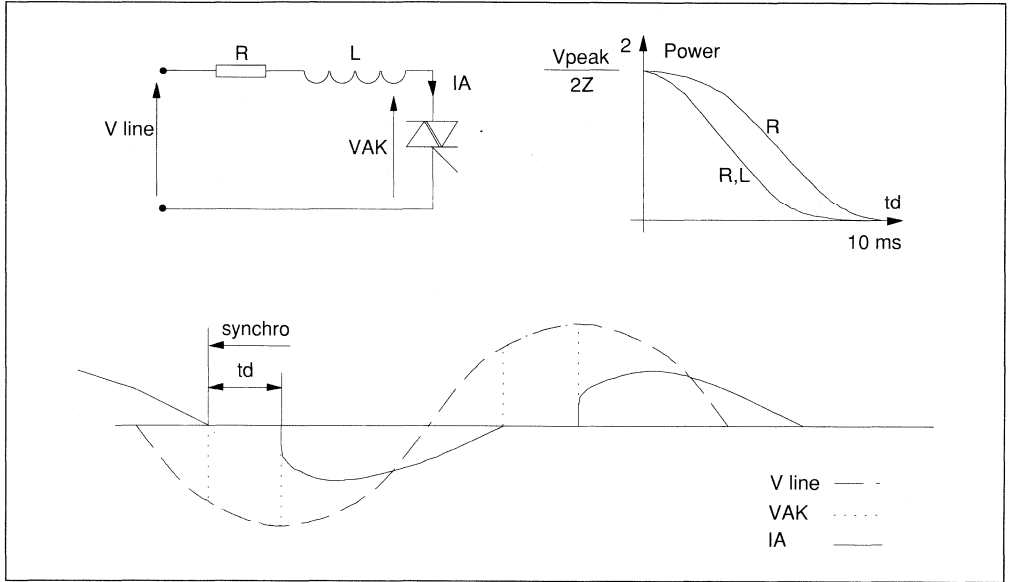 R
L
IA
V line
VAK
2
Power
Vpeak
2Z
R
R,L
td
10 ms
synchro
td
V line
VAK
IA